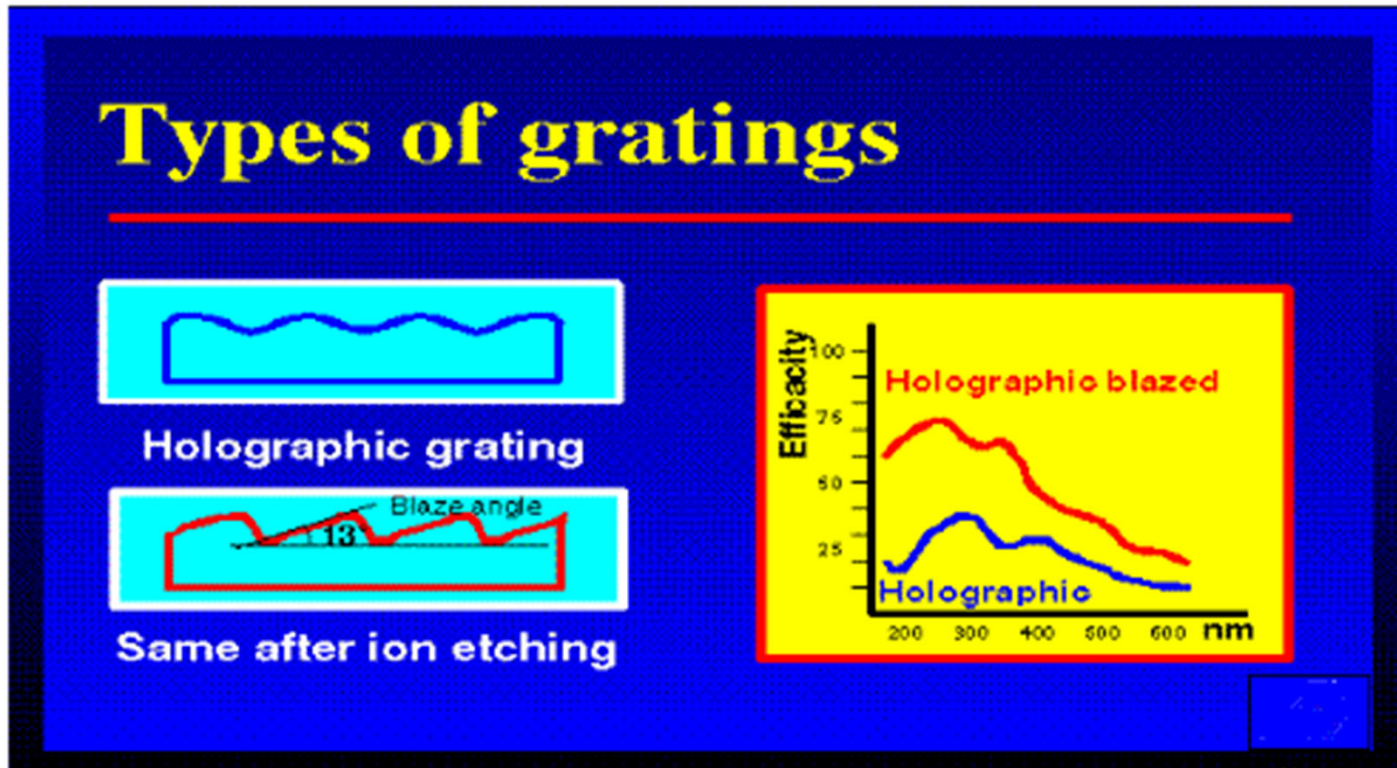 Types of gratings
Holographic grating
Blaze angle
13
Same after ion etching
Efficacity
100
Holographic blazed
75
50
25
Holographic
200 300 400 500 600 nm